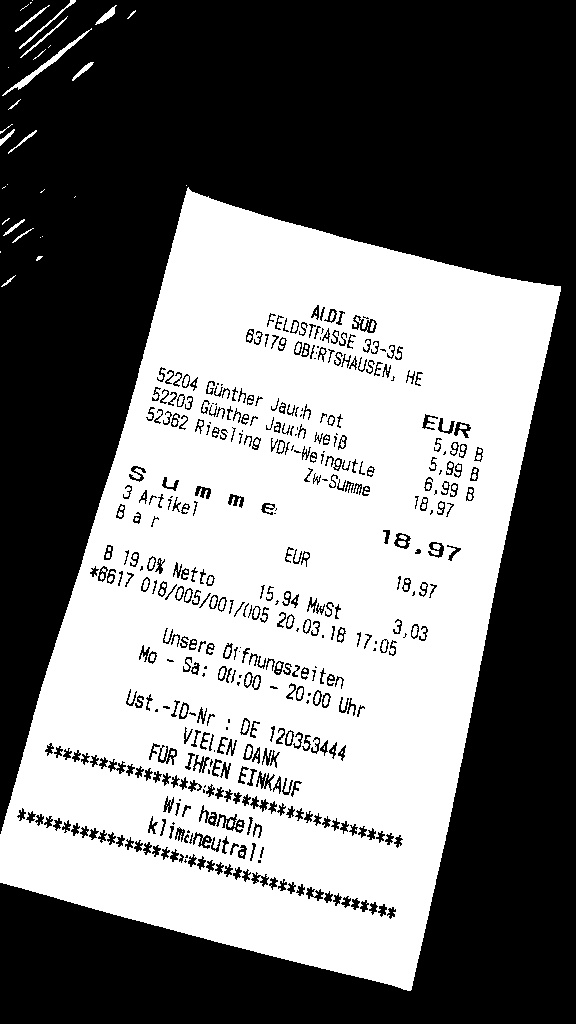 ALDI SÜD
FELDSTRASSE 33-35
63179 OBERTSHAUSEN, HE
EUR
52204 Günther Jauch rot 5,99 B
52203 Günther Jauch weiß 5,99 B
52362 Riesling VDP-WeingutLe 6,99 B
Zw-Summe 18,97
Summe 18,97
3 Artikel
Bar EUR 18,97
B 19,0% Netto 15,94 MwSt 3,03
*6617 018/005/001/005 20.03.18 17:05
Unsere Öffnungszeiten
Mo - Sa: 08:00 - 20:00 Uhr
Ust.-ID-Nr : DE 120353444
VIELEN DANK
FÜR IHREN EINKAUF
****************************************
Wir handeln
klimaneutral!
****************************************